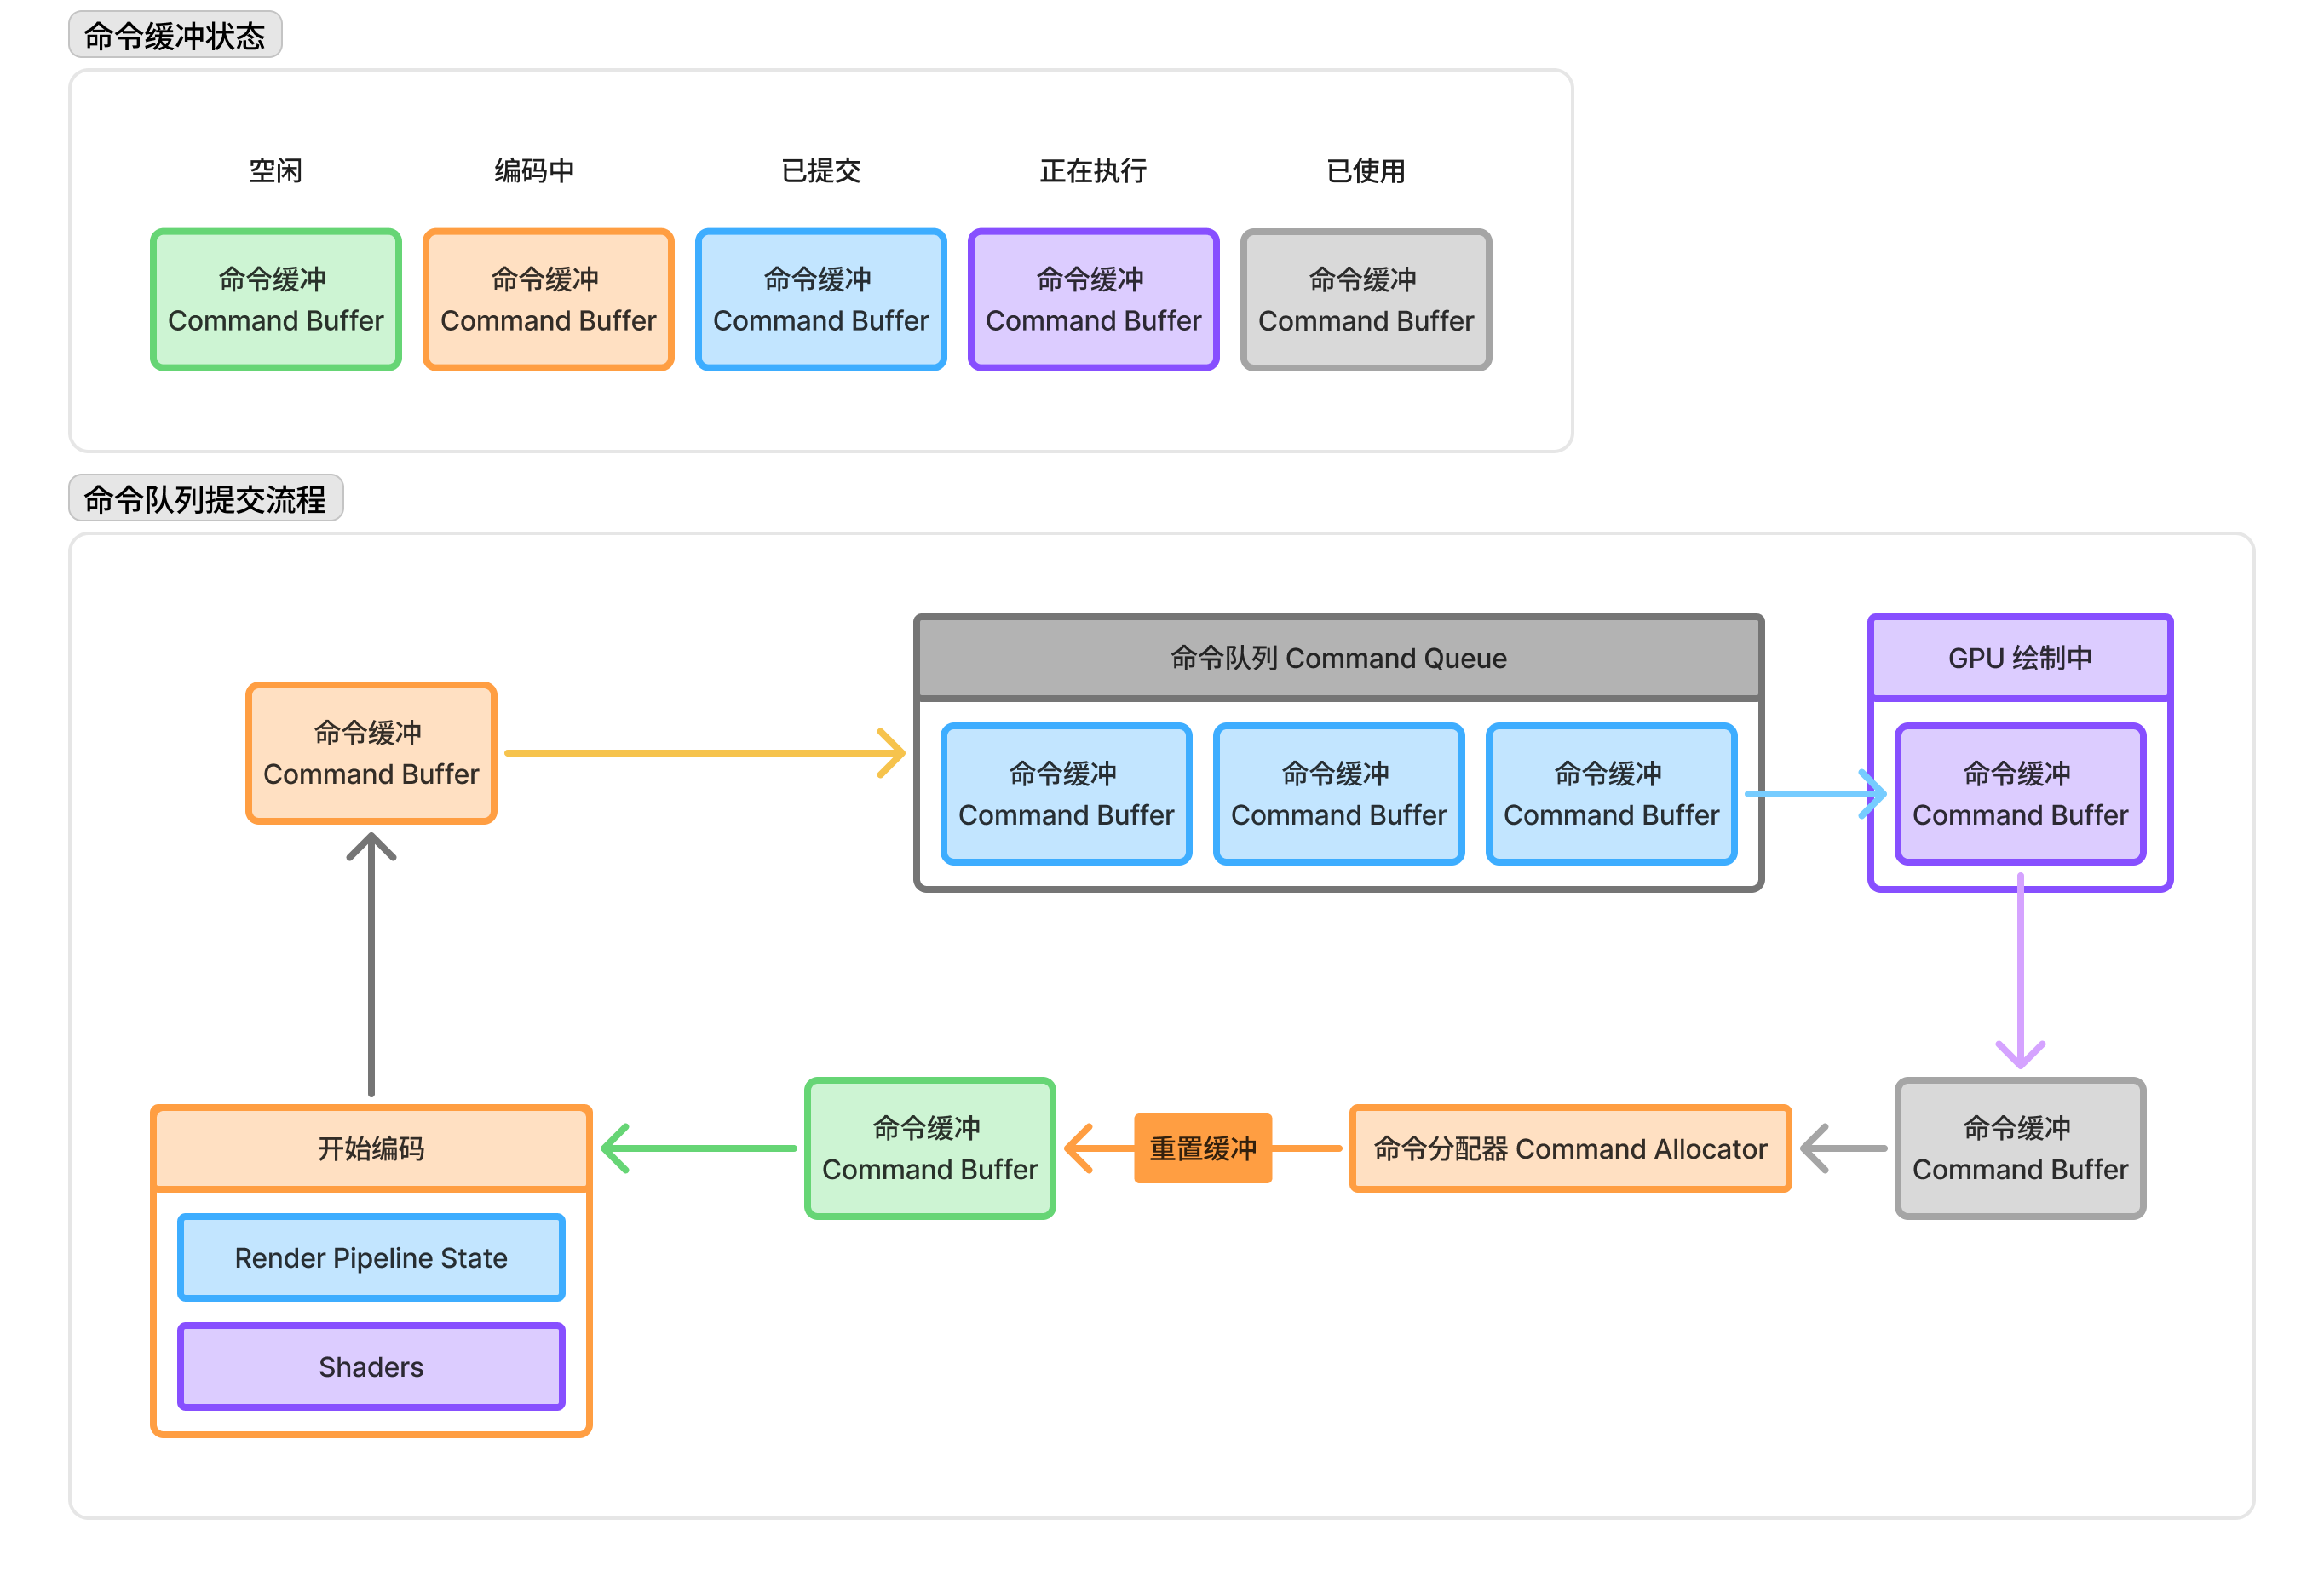 命令缓冲状态
空闲
编码中
已提交
正在执行
已使用
命令缓冲
Command Buffer
命令缓冲
Command Buffer
命令缓冲
Command Buffer
命令缓冲
Command Buffer
命令缓冲
Command Buffer
命令队列提交流程
命令缓冲
Command Buffer
命令队列 Command Queue
命令缓冲
Command Buffer
命令缓冲
Command Buffer
命令缓冲
Command Buffer
GPU 绘制中
命令缓冲
Command Buffer
命令缓冲
Command Buffer
命令分配器 Command Allocator
重置缓冲
命令缓冲
Command Buffer
开始编码
Render Pipeline State
Shaders